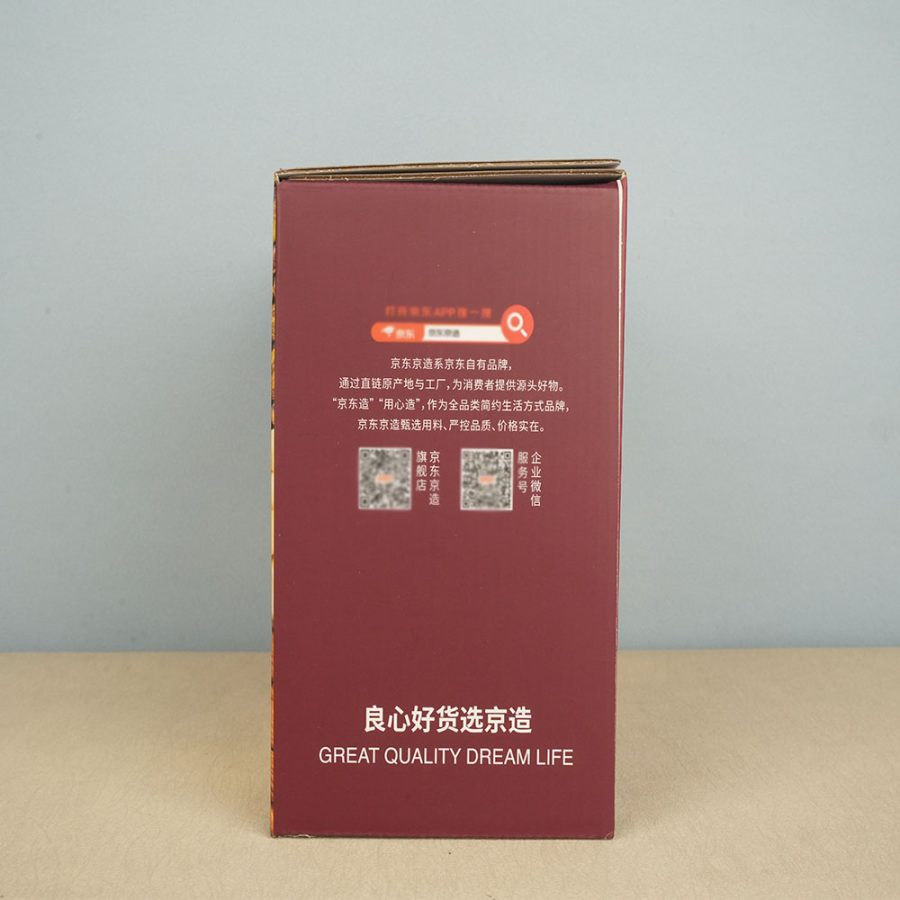 打开京东APP搜一搜
京东
京东京造
京东京造系京东自有品牌，
通过直链原产地与工厂，为消费者提供源头好物。
“京东造”“用心造”，作为全品类简约生活方式品牌，
京东京造甄选用料、严控品质、价格实在。
京东京造
旗舰店
企业微信
服务号
良心好货选京造
GREAT QUALITY DREAM LIFE